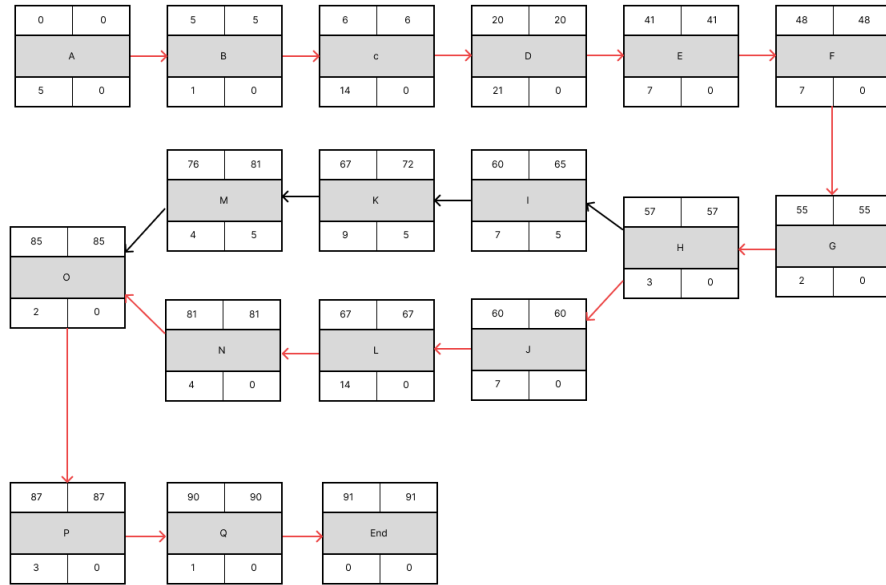 0 0 5 5 6 6 20 20 41 41 48 48
A B c D E F
5 0 1 0 14 0 21 0 7 0 7 0
76 81 67 72 60 65
M K I
4 5 9 5 7 5
57 57 55 55
H G
3 0 2 0
85 85
O
2 0
81 81 67 67 60 60
N L J
4 0 14 0 7 0
87 87 90 90 91 91
P Q End
3 0 1 0 0 0